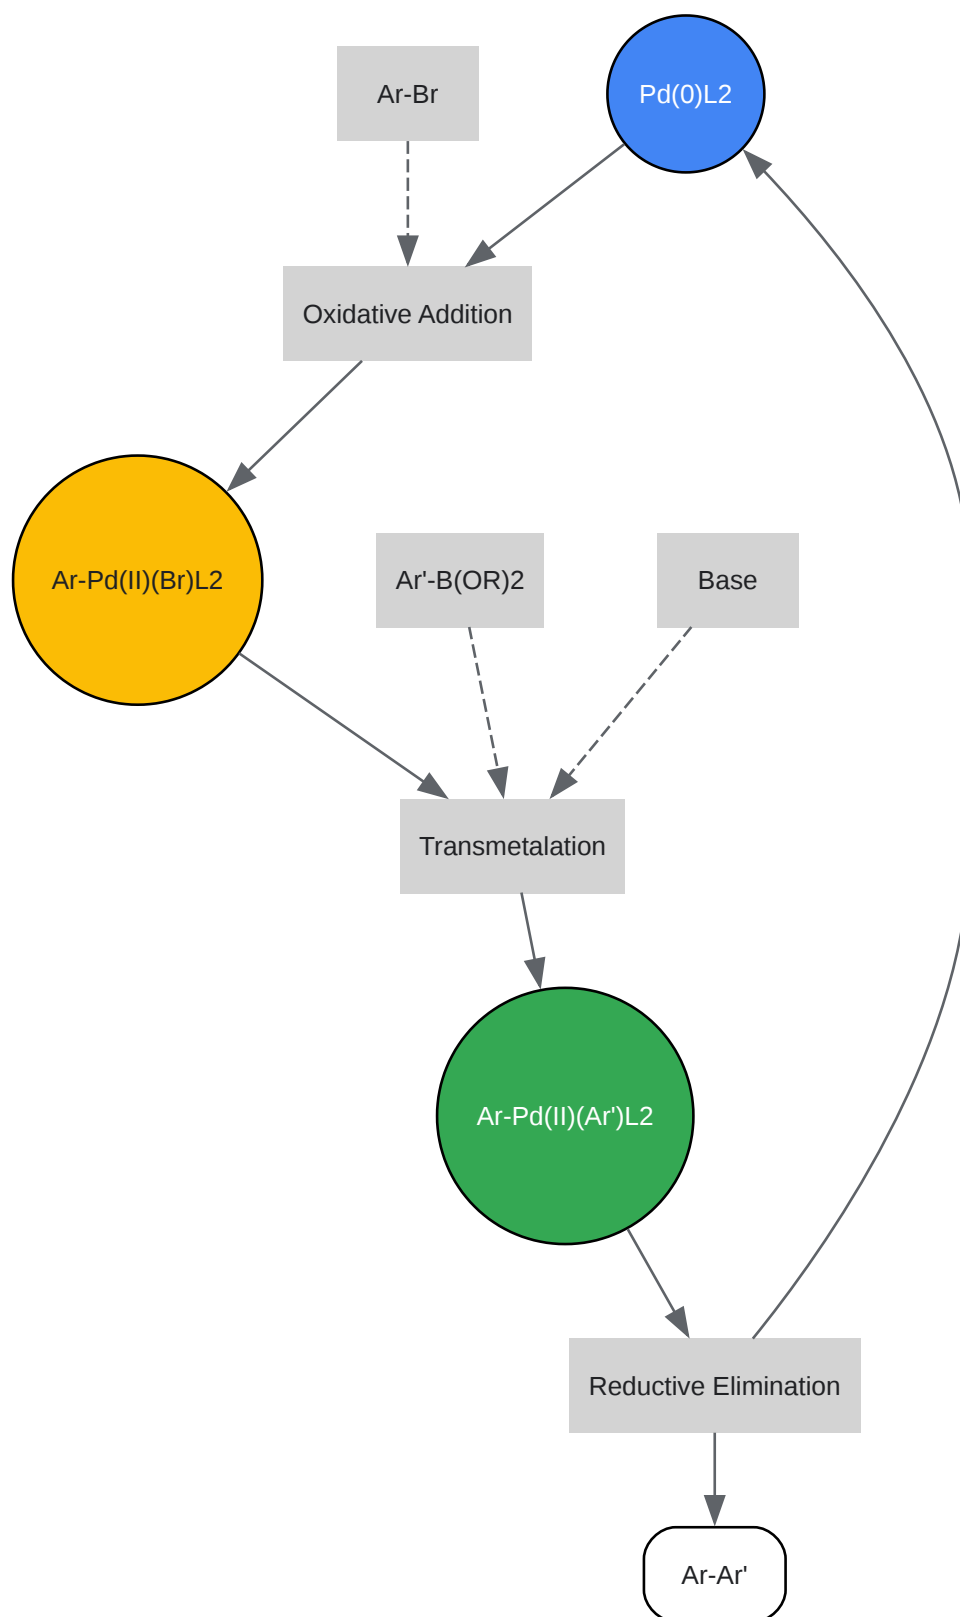 Ar-Br
Pd(0)L2
Oxidative Addition
Ar-Pd(II)(Br)L2
Ar'-B(OR)2
Base
Transmetalation
Ar-Pd(II)(Ar')L2
Reductive Elimination
Ar-Ar'